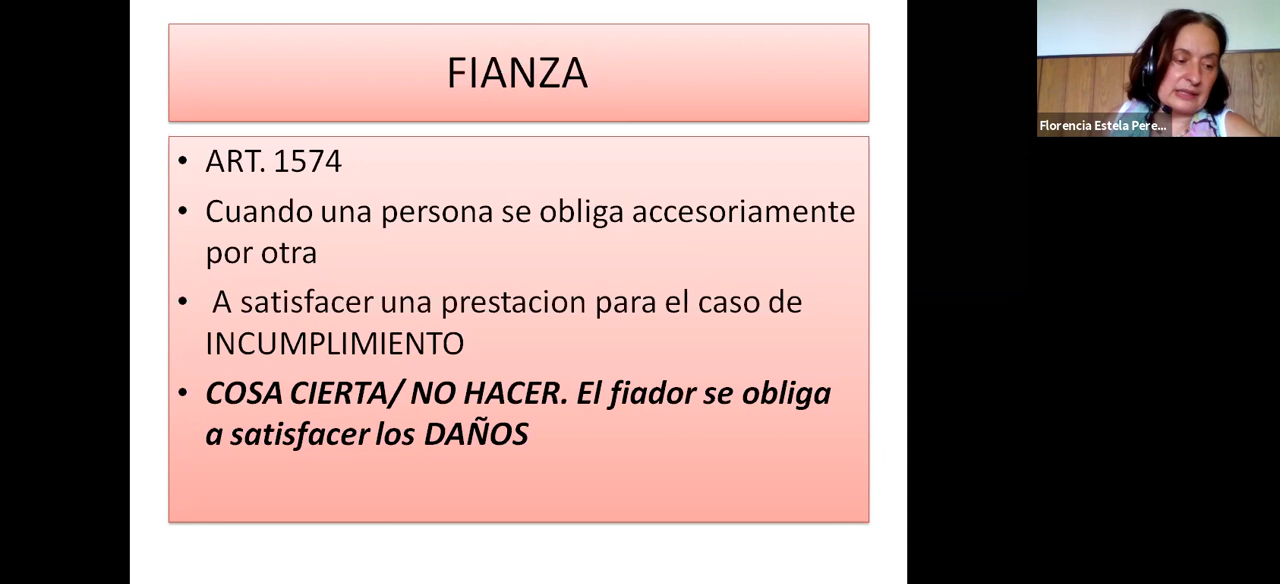 FIANZA
• ART. 1574
• Cuando una persona se obliga accesoriamente
por otra
• A satisfacer una prestacion para el caso de
INCUMPLIMIENTO
• COSA CIERTA/ NO HACER. El fiador se obliga
a satisfacer los DAÑOS
Florencia Estela Pere...